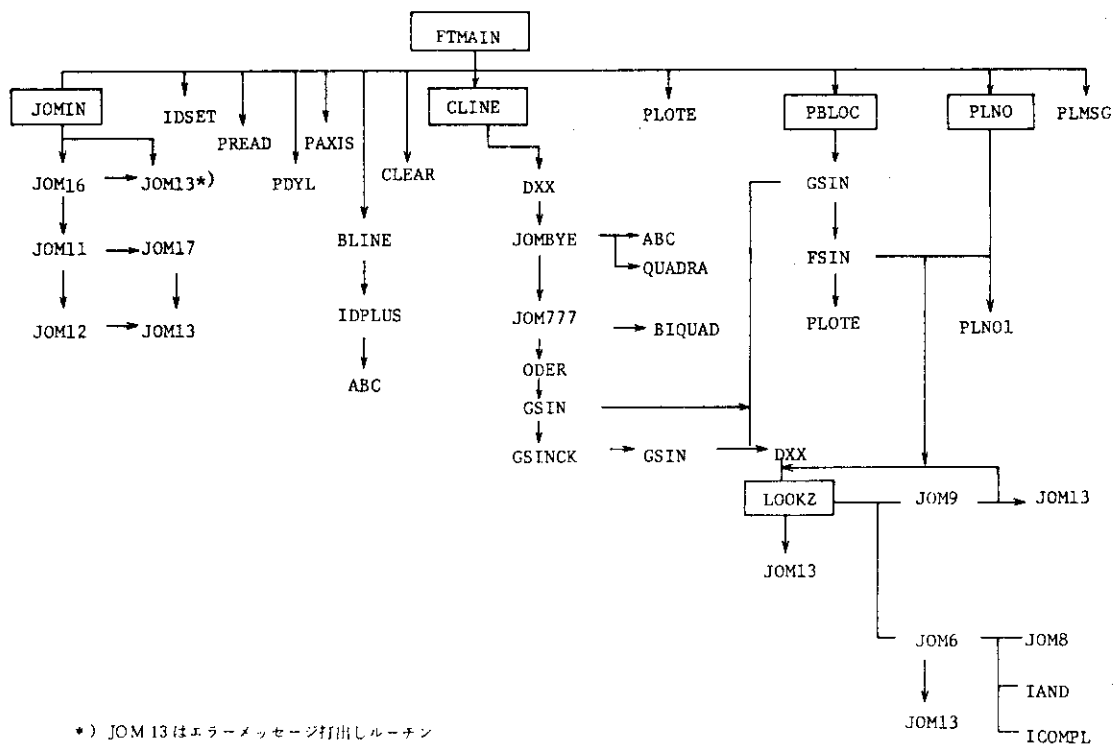 FTMAIN
JOMIN
IDSET
PREAD
PDYL
PAXIS
CLEAR
CLINE
PLOTE
PBLOC
PLNO
PLMSG
JOM16
JOM13*)
JOM11
JOM17
JOM12
JOM13
BLINE
IDPLUS
ABC
DXX
JOMBYE
ABC
QUADRA
JOM777
BIQUAD
ODER
GSIN
GSINCK
GSIN
DXX
GSIN
FSIN
PLOTE
PLNO1
LOOKZ
JOM9
JOM13
JOM13
JOM6
JOM8
IAND
ICOMPL
JOM13
*) JOM 13はエラーメッセージ打出しルーチン